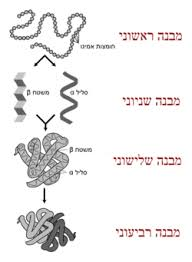 חומצות אמינו
מבנה ראשוני
משטח β
סליל α
מבנה שניוני
משטח β
סליל α
מבנה שלישוני
מבנה רביעוני